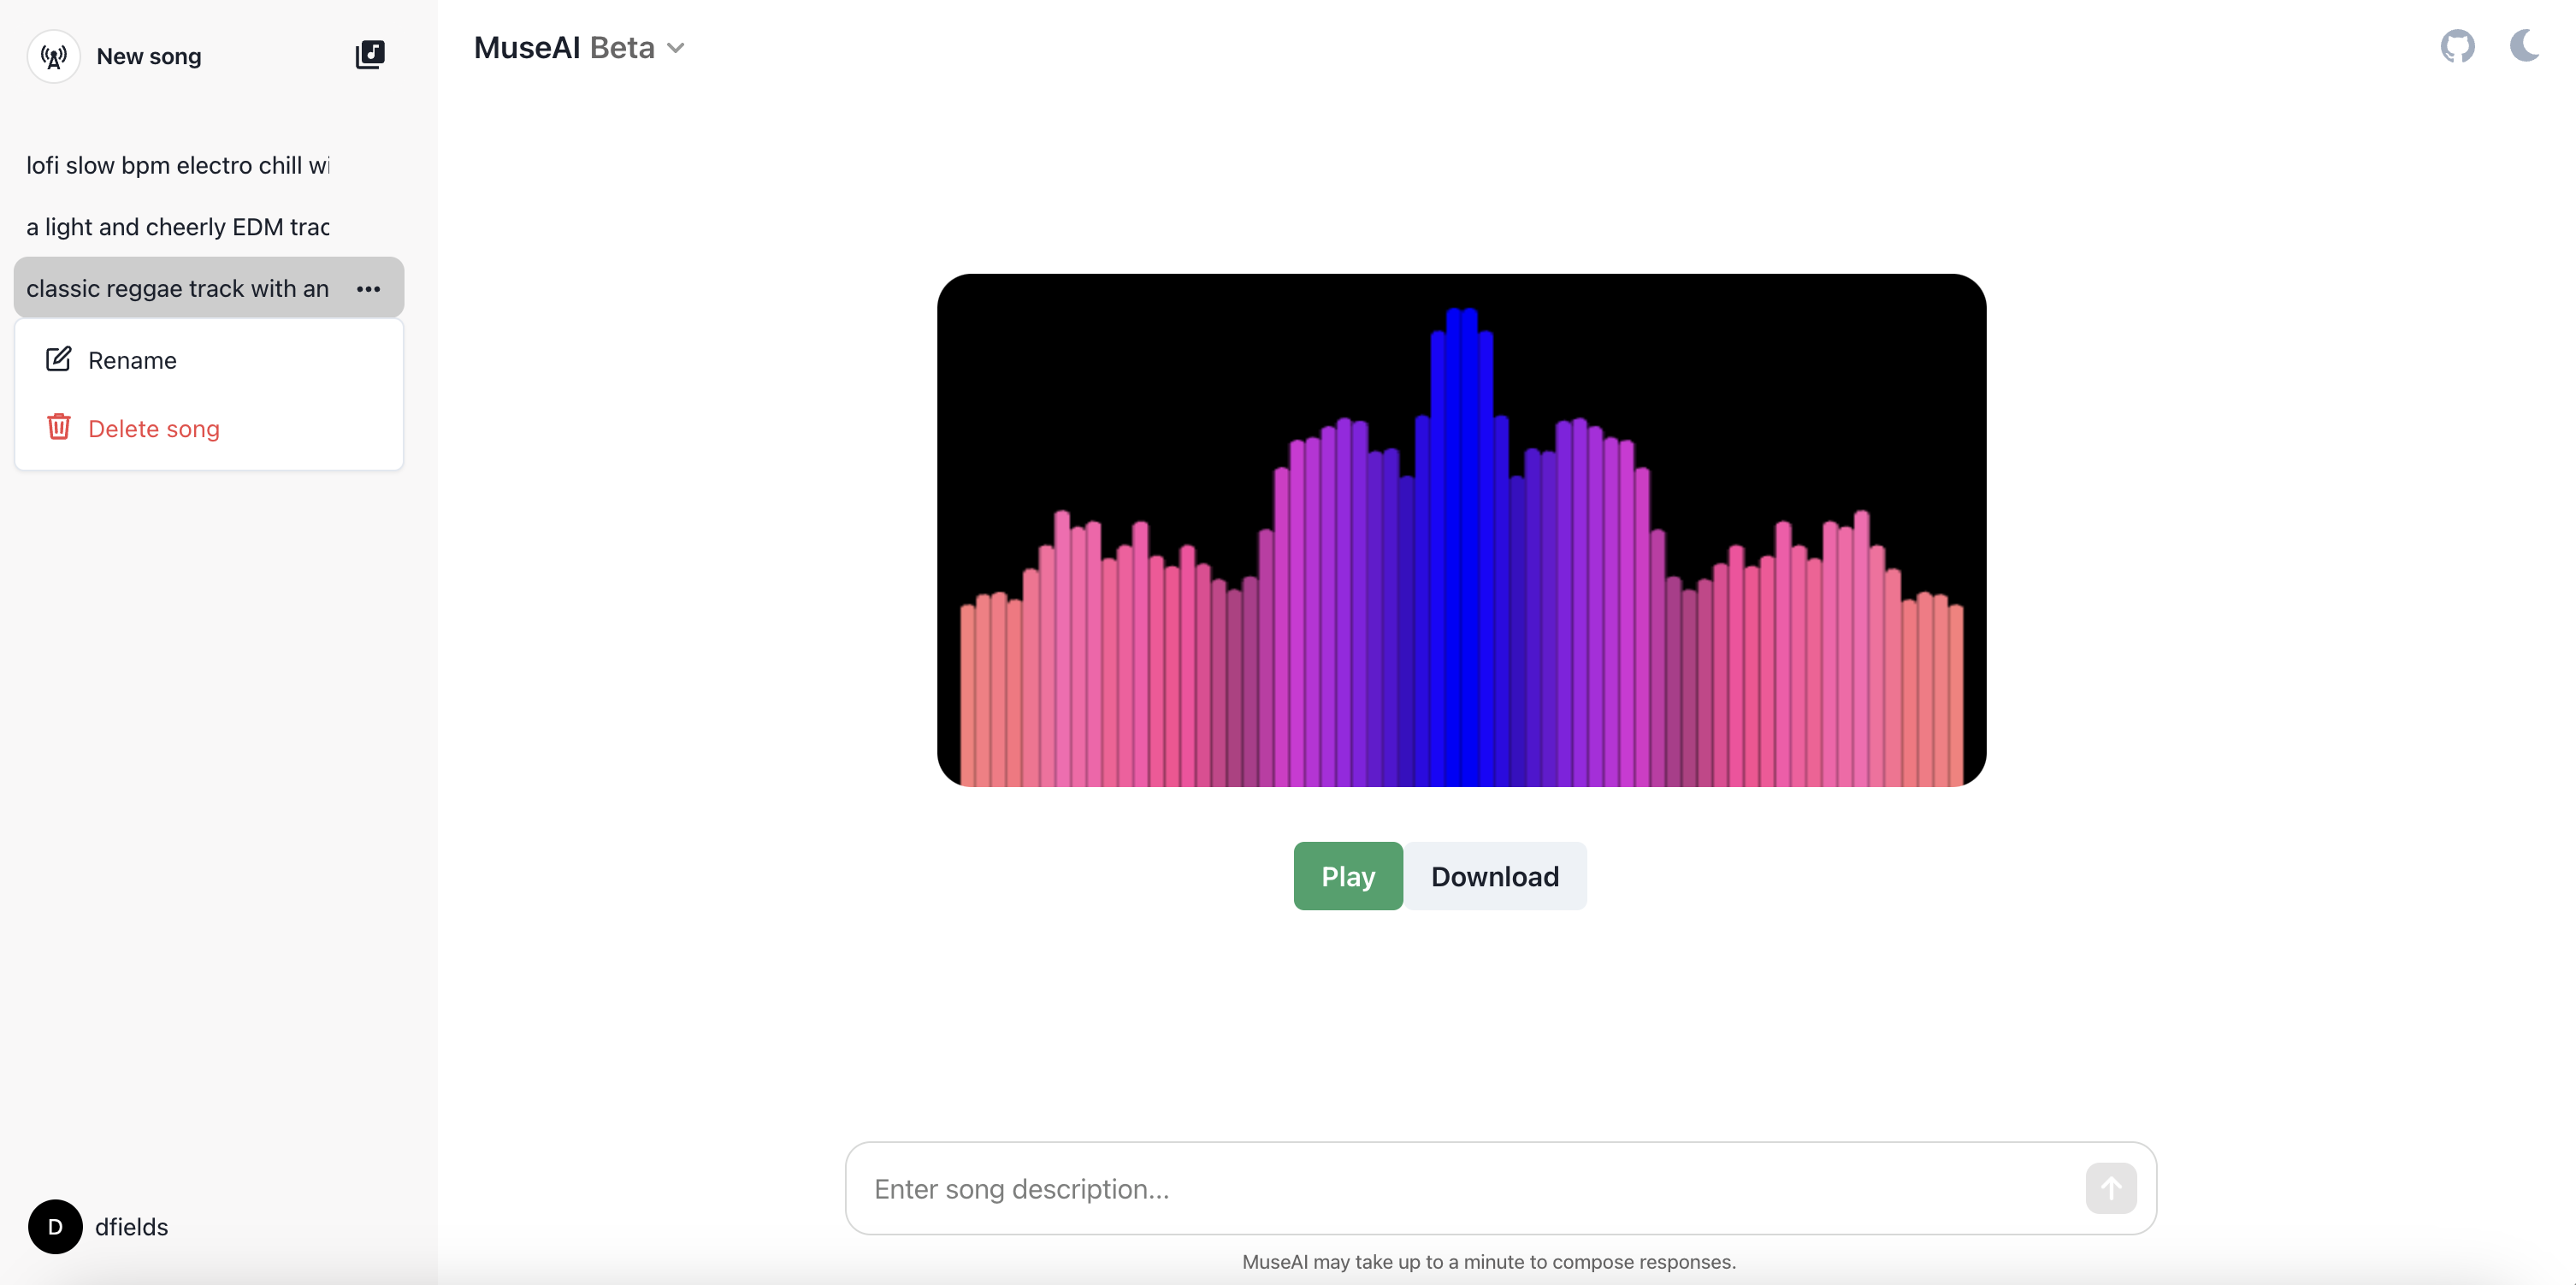 New song
MuseAI Beta
lofi slow bpm electro chill wi
a light and cheerly EDM trac
classic reggae track with an
Rename
Delete song
Play
Download
Enter song description...
D
dfields
MuseAI may take up to a minute to compose responses.